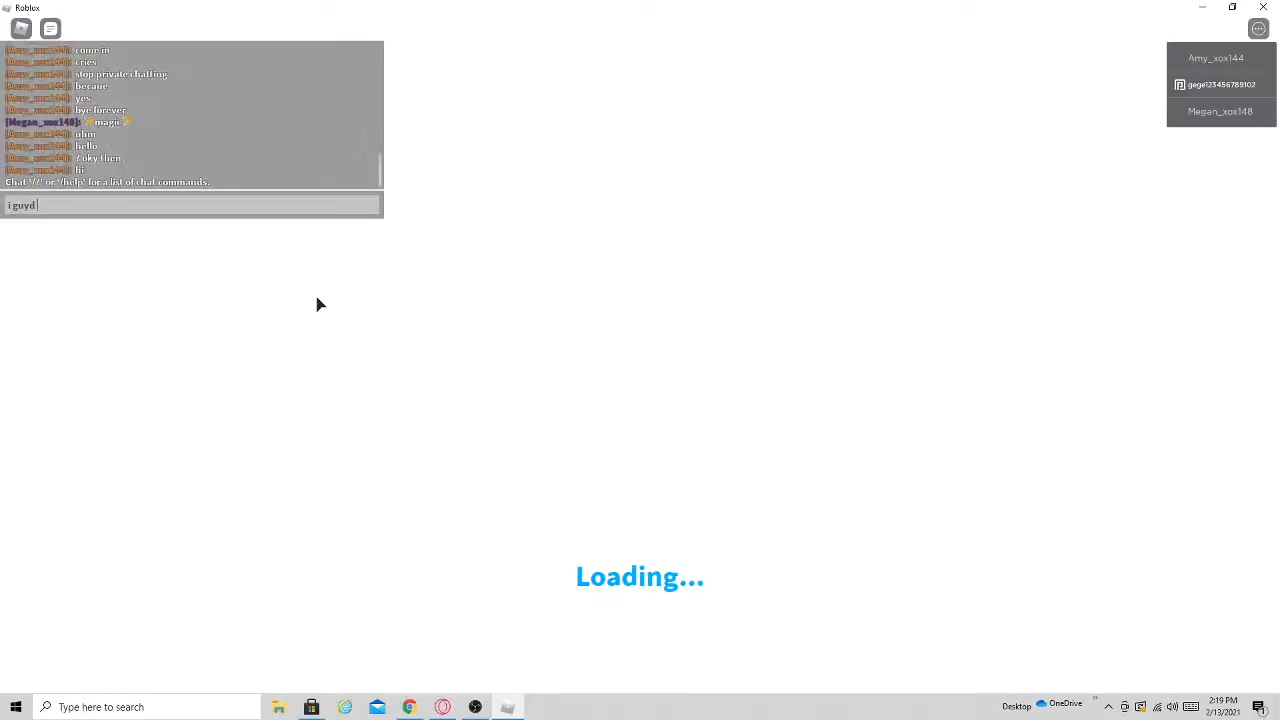 Roblox
[Amy_xox144]: come in
[Amy_xox144]: cries
[Amy_xox144]: stop private chatting
[Amy_xox144]: becaue
[Amy_xox144]: yes
[Amy_xox144]: bye forever
[Megan_xox148]: ✨magic✨
[Amy_xox144]: uhm
[Amy_xox144]: hello
[Amy_xox144]: ? oky then
[Amy_xox144]: hi
Chat '/?' or '/help' for a list of chat commands.
i guyd
Amy_xox144
gege123456789102
Megan_xox148
Loading...
Type here to search
Desktop
OneDrive
2:19 PM
2/13/2021